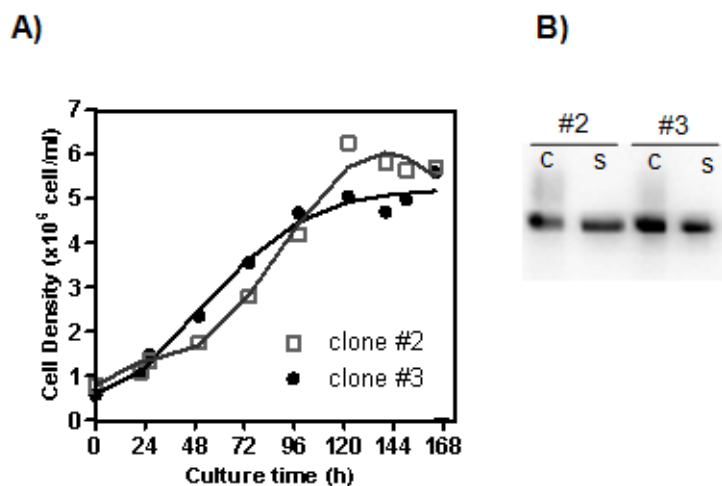 A)
7
6
5
4
3
2
1
0
Cell Density (x10⁶ cell/ml)
clone #2
clone #3
0 24 48 72 96 120 144 168
Culture time (h)
B)
#2 #3
C S C S